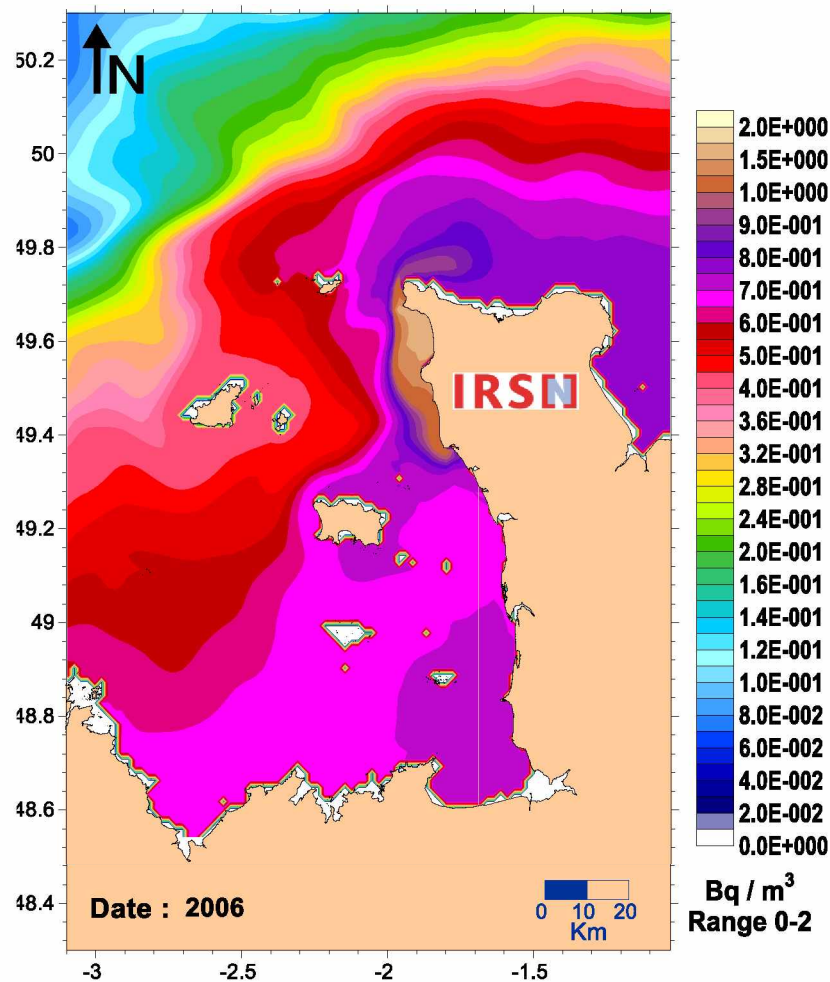 N
50.2
50
49.8
49.6
49.4
49.2
49
48.8
48.6
48.4
-3
-2.5
-2
-1.5
IRSN
Date : 2006
0 10 20
Km
2.0E+000
1.5E+000
1.0E+000
9.0E-001
8.0E-001
7.0E-001
6.0E-001
5.0E-001
4.0E-001
3.6E-001
3.2E-001
2.8E-001
2.4E-001
2.0E-001
1.6E-001
1.4E-001
1.2E-001
1.0E-001
8.0E-002
6.0E-002
4.0E-002
2.0E-002
0.0E+000
Bq / m³
Range 0-2